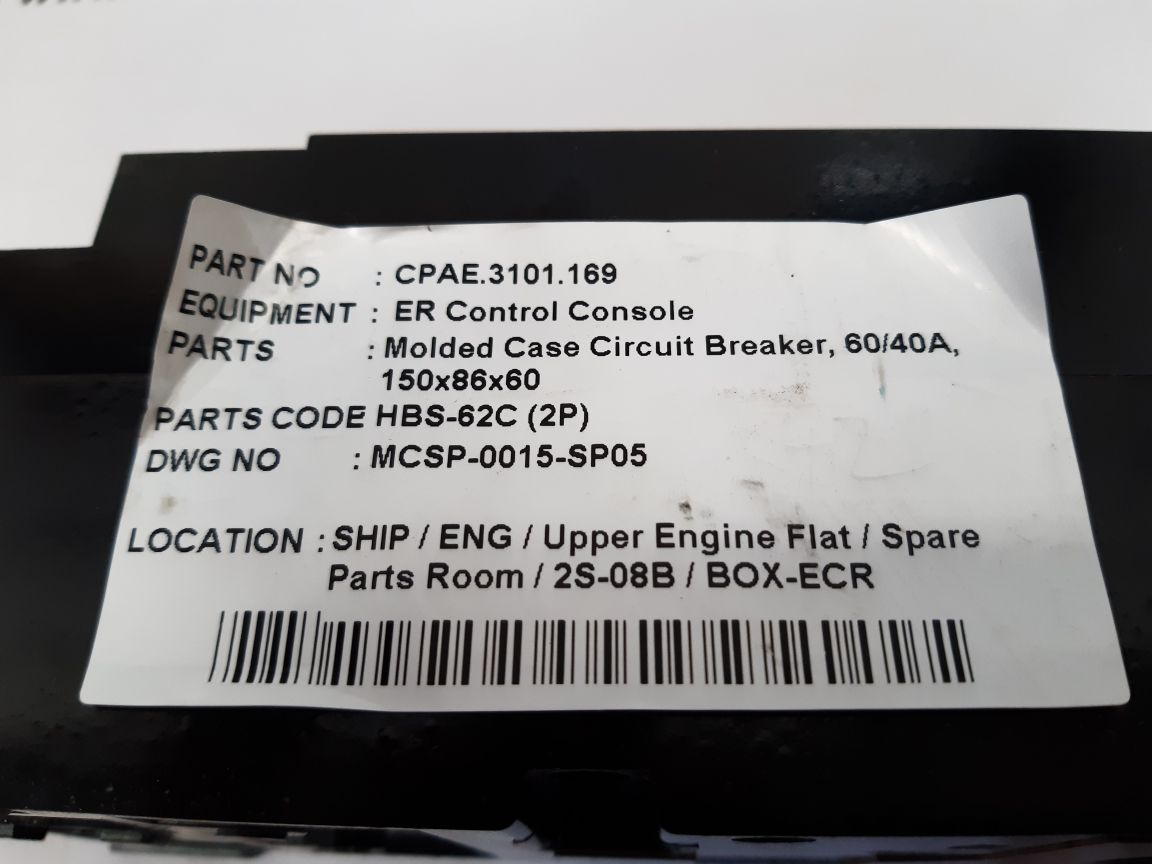 PART NO : CPAE.3101.169
EQUIPMENT : ER Control Console
PARTS : Molded Case Circuit Breaker, 60/40A,
150x86x60
PARTS CODE HBS-62C (2P)
DWG NO : MCSP-0015-SP05
LOCATION : SHIP / ENG / Upper Engine Flat / Spare
Parts Room / 2S-08B / BOX-ECR